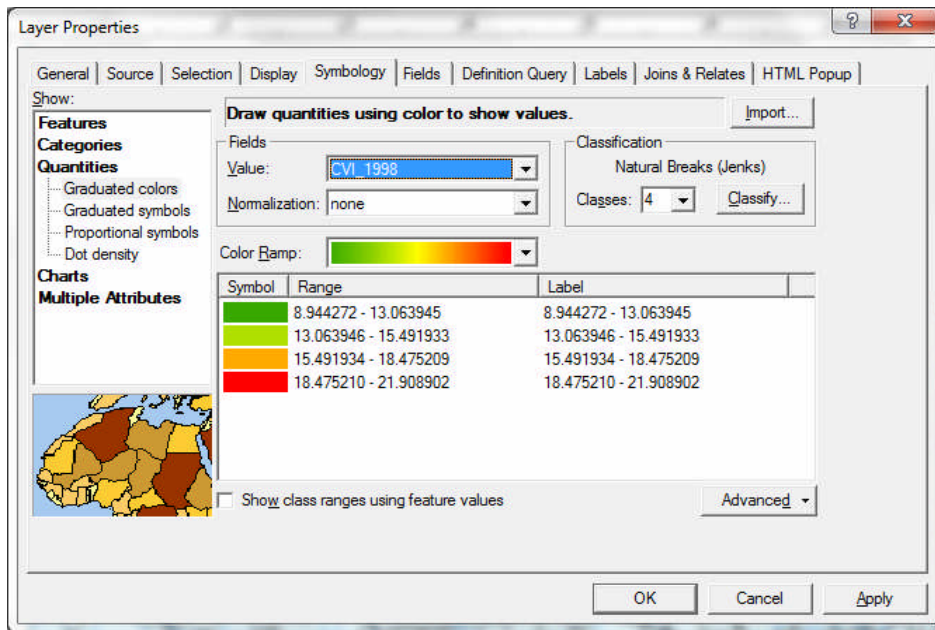 Layer Properties
General Source Selection Display Symbology Fields Definition Query Labels Joins & Relates HTML Popup
Show:
Features
Categories
Quantities
Graduated colors
Graduated symbols
Proportional symbols
Dot density
Charts
Multiple Attributes
Draw quantities using color to show values.
Import...
Fields
Value: CVI_1998
Normalization: none
Classification
Natural Breaks (Jenks)
Classes: 4 Classify...
Color Ramp:
Symbol Range Label
8.944272 - 13.063945 8.944272 - 13.063945
13.063946 - 15.491933 13.063946 - 15.491933
15.491934 - 18.475209 15.491934 - 18.475209
18.475210 - 21.908902 18.475210 - 21.908902
Show class ranges using feature values
Advanced
OK Cancel Apply